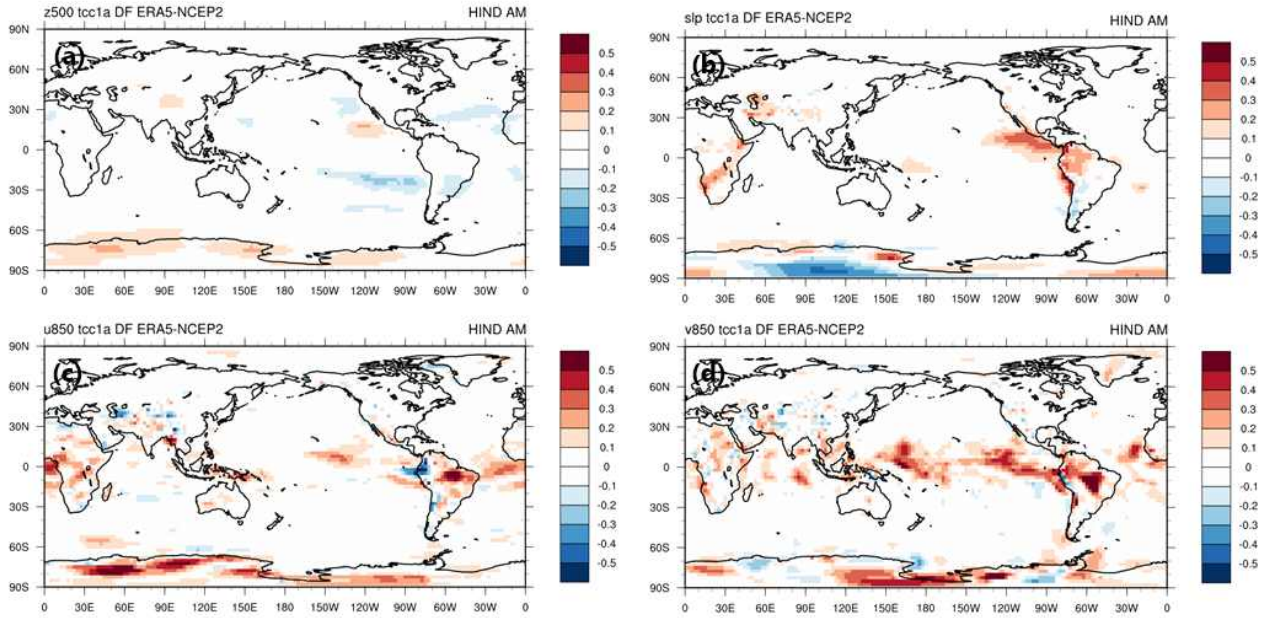 z500 tcc1a DF ERA5-NCEP2 HIND AM
(a)
90N
60N
30N
0
30S
60S
90S
0 30E 60E 90E 120E 150E 180 150W 120W 90W 60W 30W 0
0.5
0.4
0.3
0.2
0.1
0
-0.1
-0.2
-0.3
-0.4
-0.5
slp tcc1a DF ERA5-NCEP2 HIND AM
(b)
90N
60N
30N
0
30S
60S
90S
0 30E 60E 90E 120E 150E 180 150W 120W 90W 60W 30W 0
0.5
0.4
0.3
0.2
0.1
0
-0.1
-0.2
-0.3
-0.4
-0.5
u850 tcc1a DF ERA5-NCEP2 HIND AM
(c)
90N
60N
30N
0
30S
60S
90S
0 30E 60E 90E 120E 150E 180 150W 120W 90W 60W 30W 0
0.5
0.4
0.3
0.2
0.1
0
-0.1
-0.2
-0.3
-0.4
-0.5
v850 tcc1a DF ERA5-NCEP2 HIND AM
(d)
90N
60N
30N
0
30S
60S
90S
0 30E 60E 90E 120E 150E 180 150W 120W 90W 60W 30W 0
0.5
0.4
0.3
0.2
0.1
0
-0.1
-0.2
-0.3
-0.4
-0.5